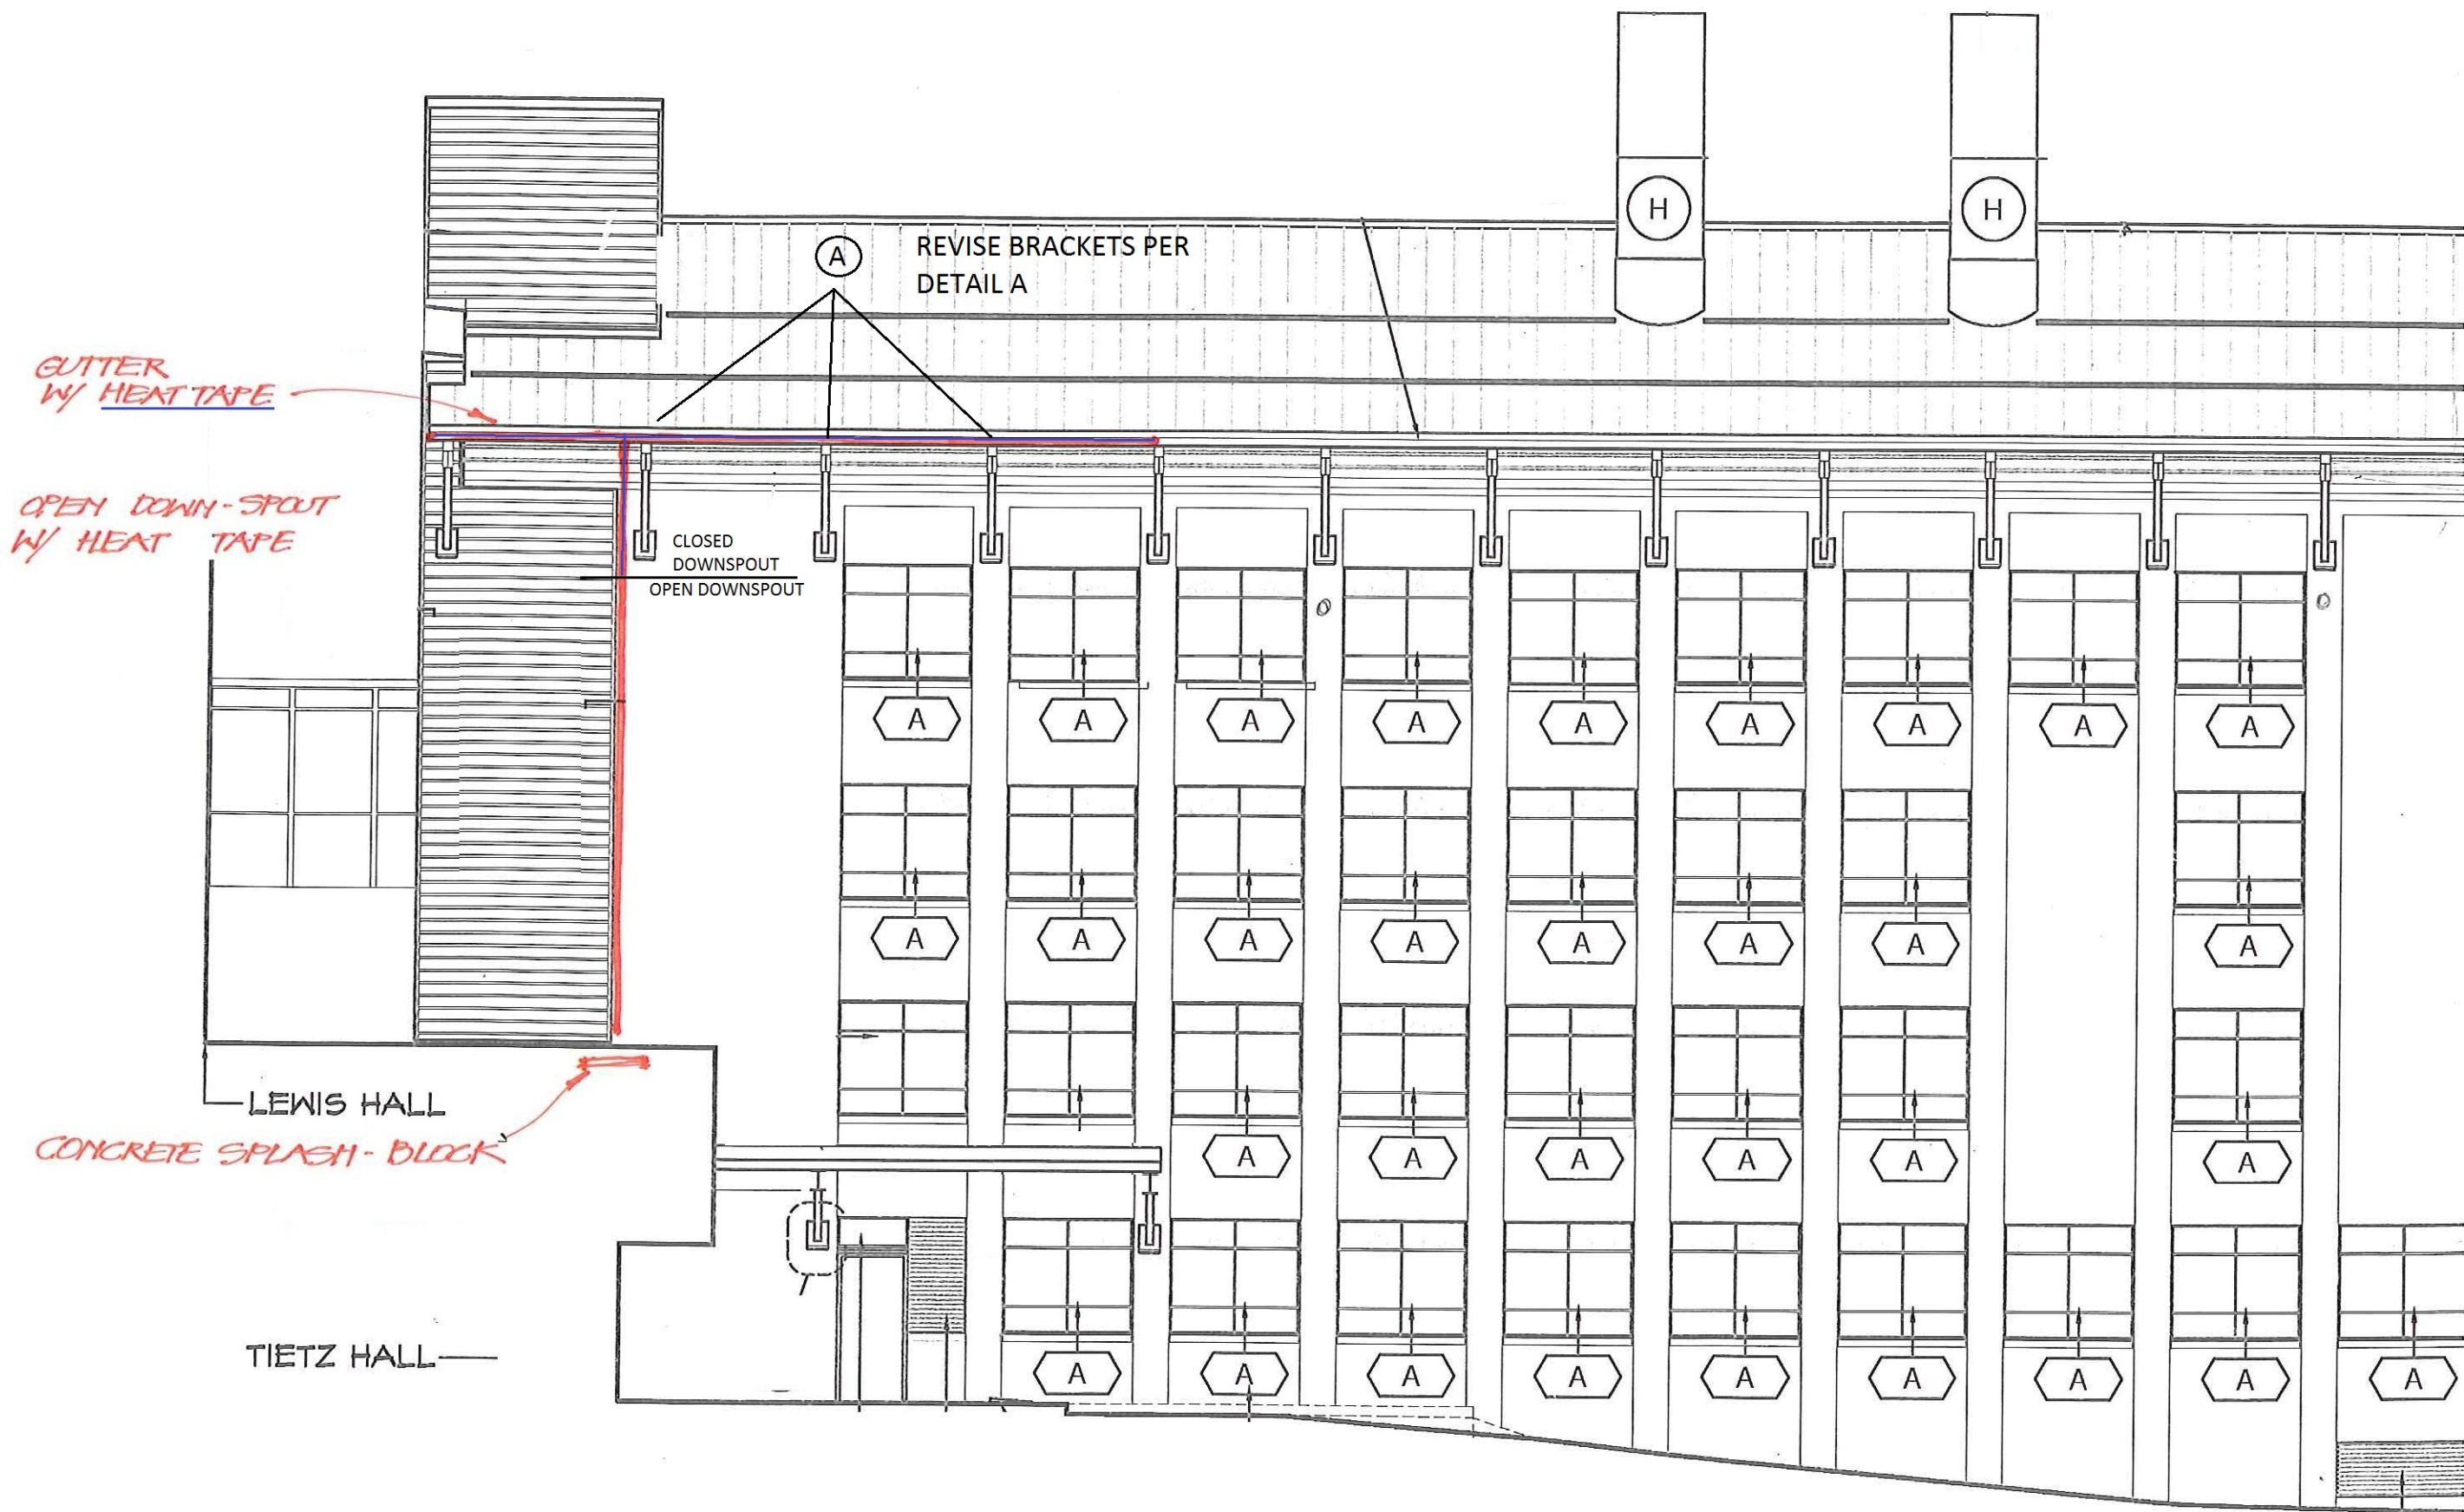 H H
A
REVISE BRACKETS PER
DETAIL A
GUTTER
W/ HEAT TAPE
OPEN DOWN-SPOUT
W/ HEAT TAPE
CLOSED
DOWNSPOUT
OPEN DOWNSPOUT
A A A A A A A A A
A A A A A A A A
LEWIS HALL
CONCRETE SPLASH-BLOCK
A A A A A A
TIETZ HALL
A A A A A A A A A